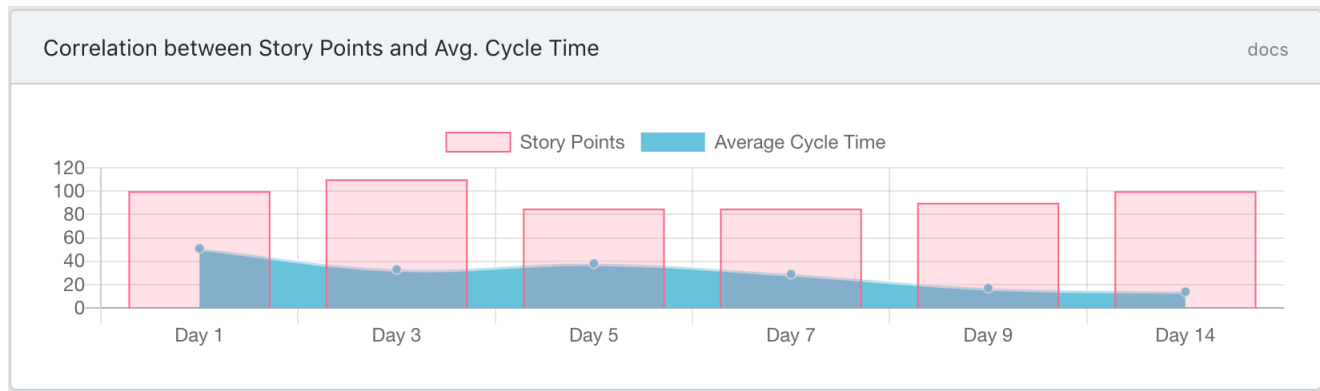 Correlation between Story Points and Avg. Cycle Time
docs
Story Points
Average Cycle Time
120
100
80
60
40
20
0
Day 1
Day 3
Day 5
Day 7
Day 9
Day 14